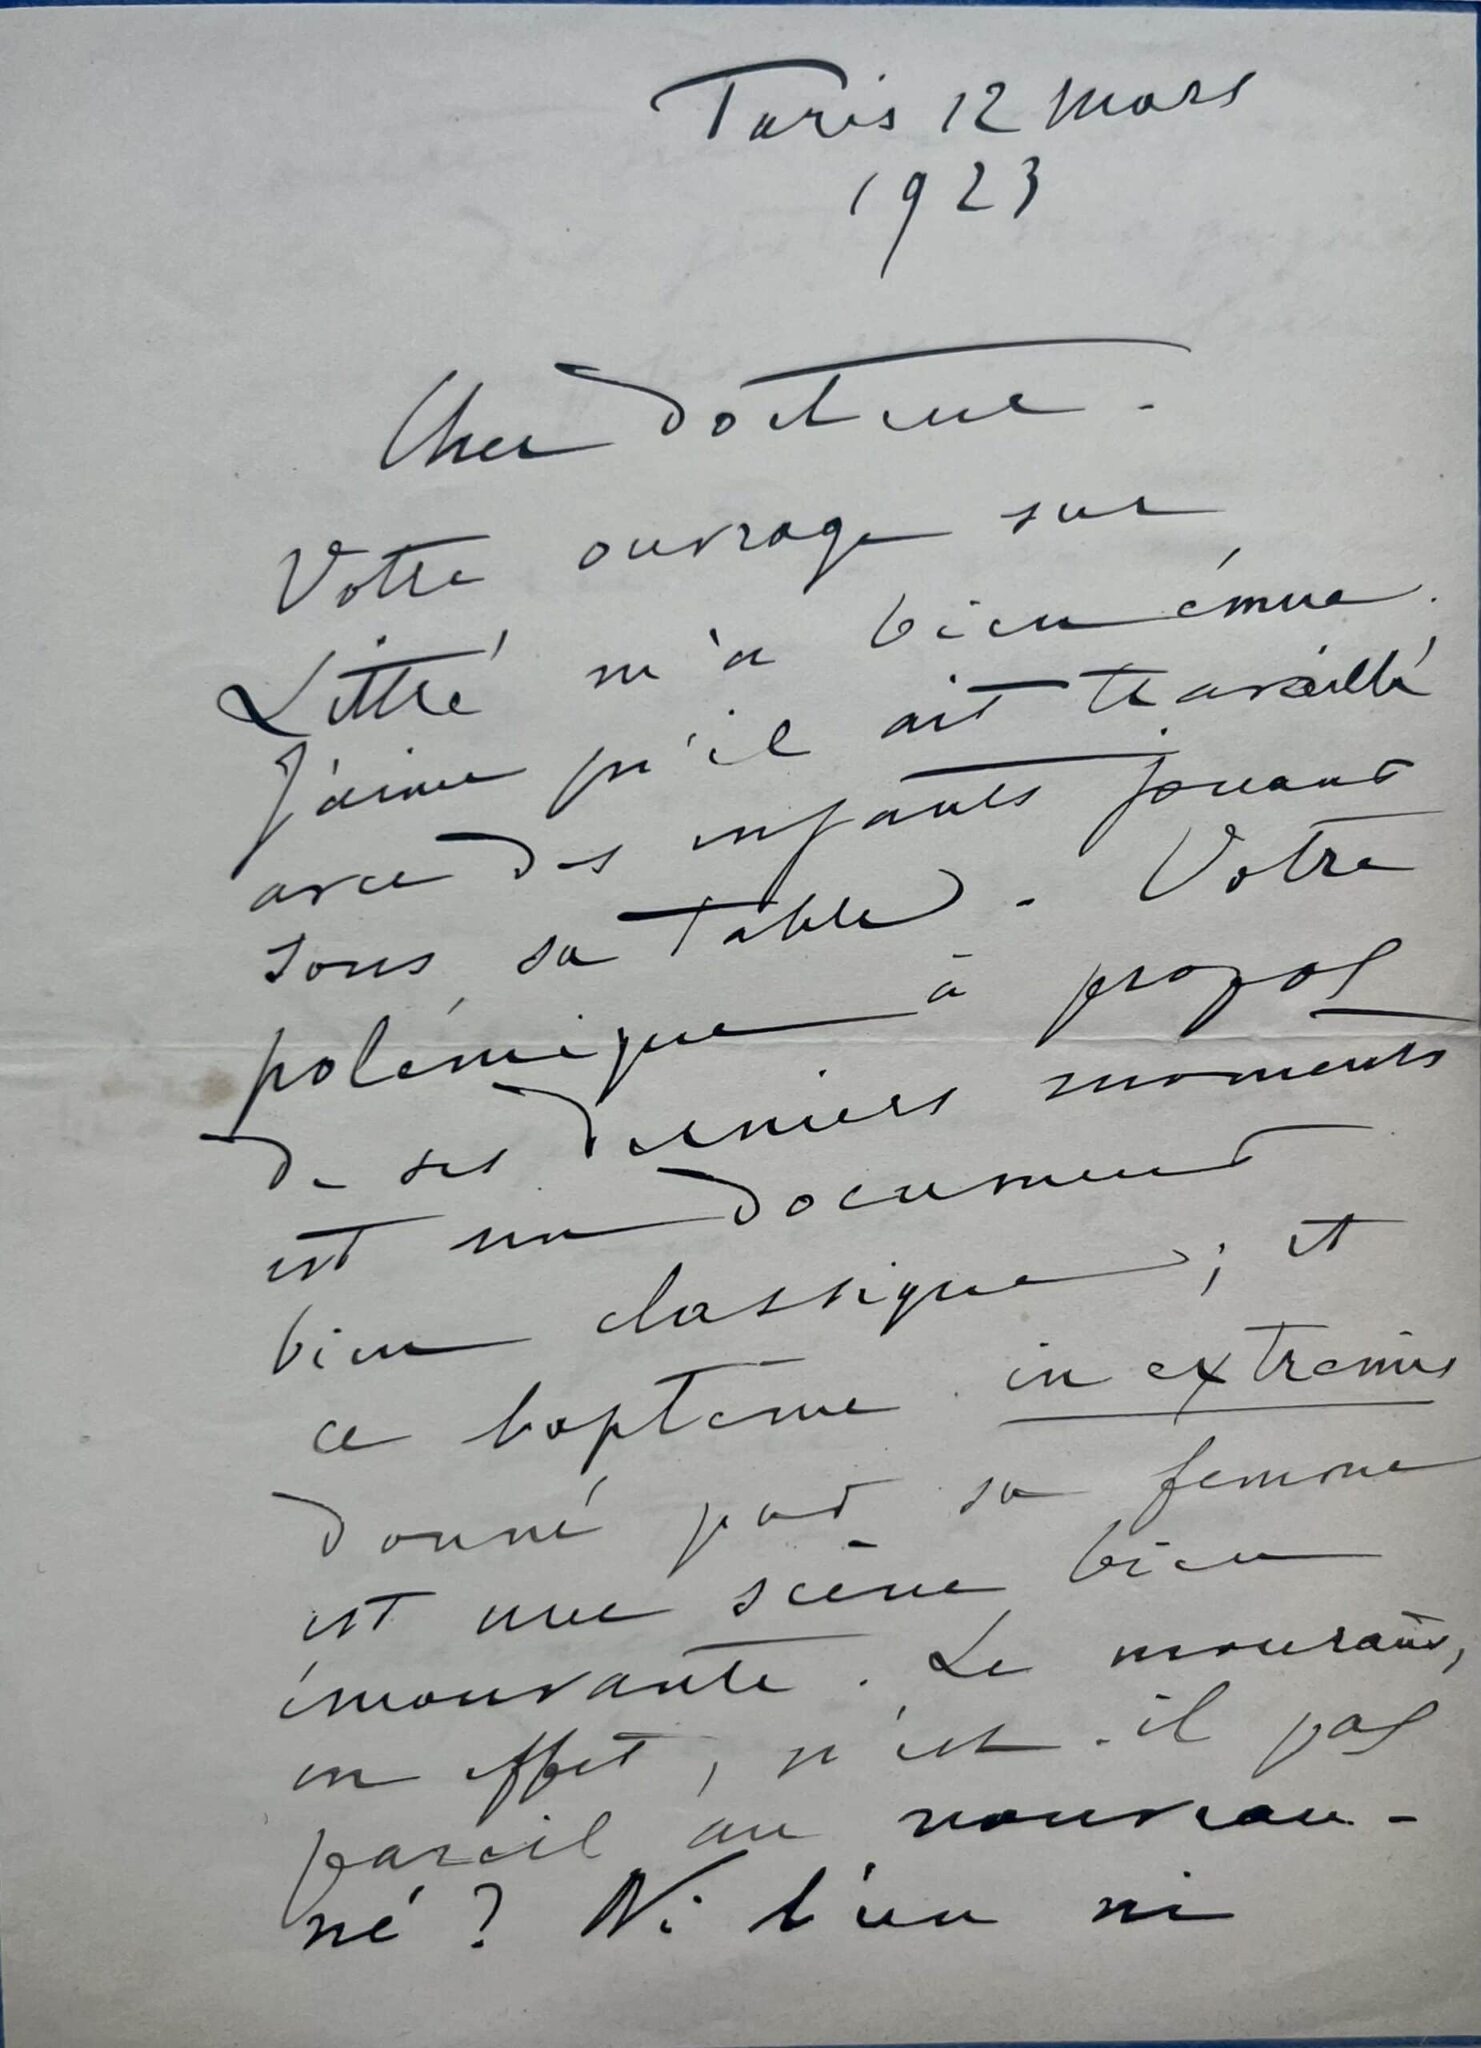 Paris 12 mars
1923
Cher docteur.
Votre ouvrage sur
Littré m'a bien émue.
J'aime qu'il ait travaillé
avec des enfants jouant
sous sa table. Votre
polémique à propos
de ses derniers moments
est un document
bien classique ; et
ce baptême in extremis
donné par sa femme
est une scène bien
émouvante. Le mourant,
en effet, n'est-il pas
pareil au nouveau-
né ? Ni l'un ni